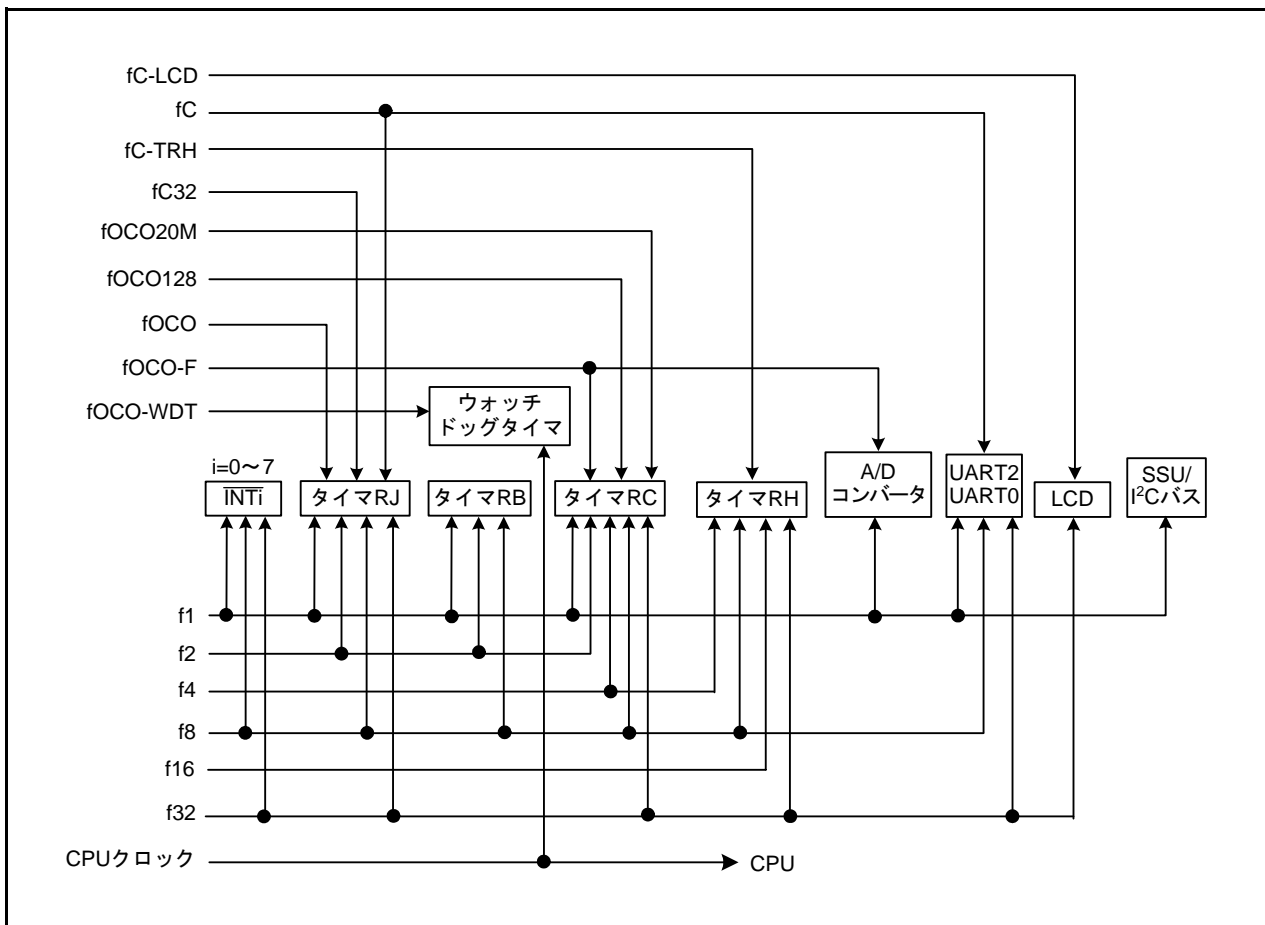 fC-LCD
fC
fC-TRH
fC32
fOCO20M
fOCO128
fOCO
fOCO-F
fOCO-WDT
ウォッチ
ドッグタイマ
i=0～7
INTi
タイマRJ
タイマRB
タイマRC
タイマRH
A/D
コンバータ
UART2
UART0
LCD
SSU/
I²Cバス
f1
f2
f4
f8
f16
f32
CPUクロック
CPU